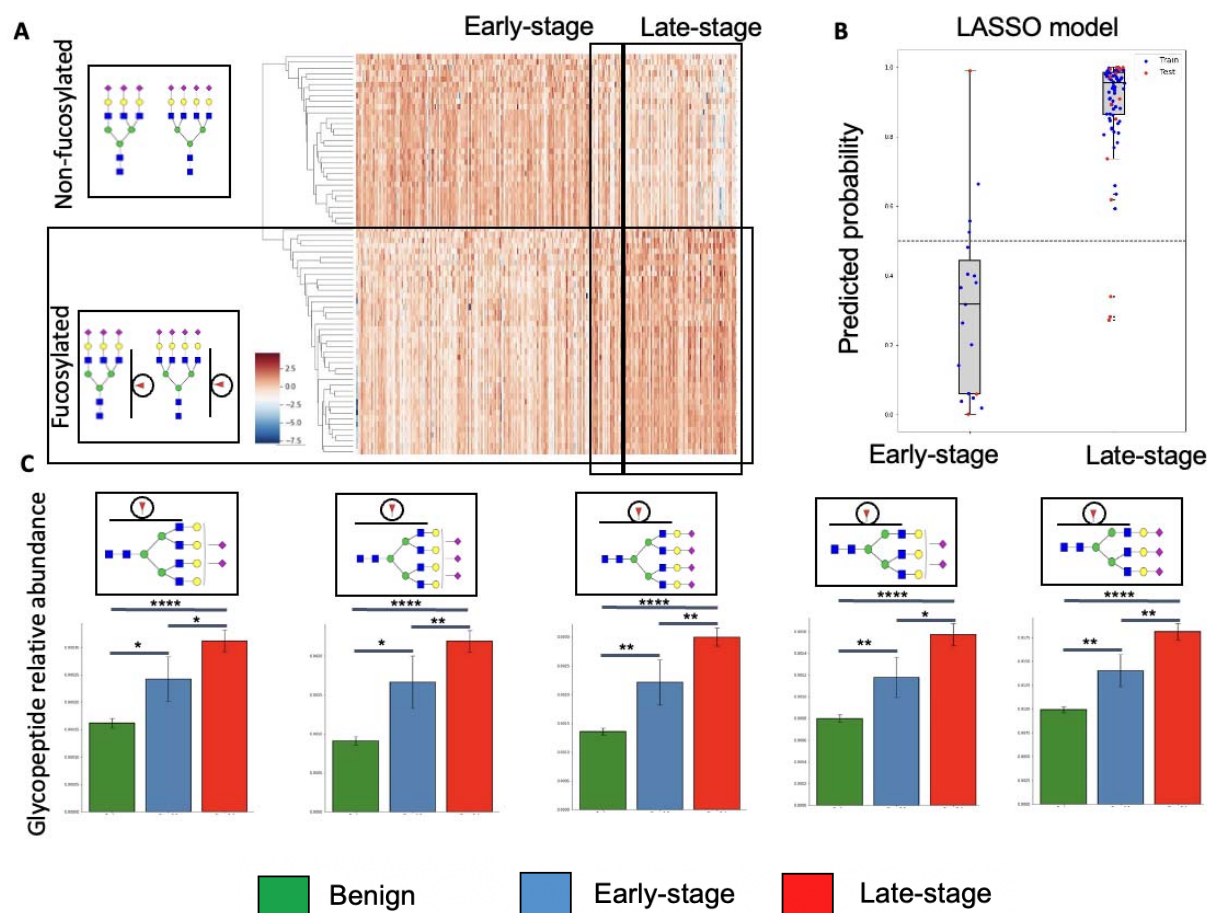 A
Early-stage
Late-stage
B
LASSO model
Train
Test
Non-fucosylated
Fucosylated
2.5
0.0
−2.5
−5.0
−7.5
Predicted probability
1.0
0.8
0.6
0.4
0.2
0.0
Early-stage
Late-stage
C
Glycopeptide relative abundance
****
*
*
****
*
**
****
**
**
****
**
*
****
**
**
Benign
Early-stage
Late-stage